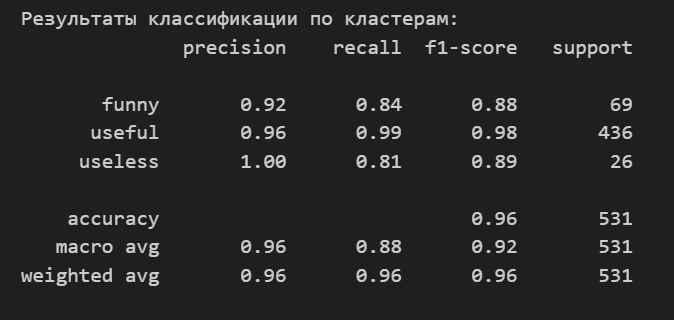 Результаты классификации по кластерам:
precision recall f1-score support
funny 0.92 0.84 0.88 69
useful 0.96 0.99 0.98 436
useless 1.00 0.81 0.89 26
accuracy 0.96 531
macro avg 0.96 0.88 0.92 531
weighted avg 0.96 0.96 0.96 531